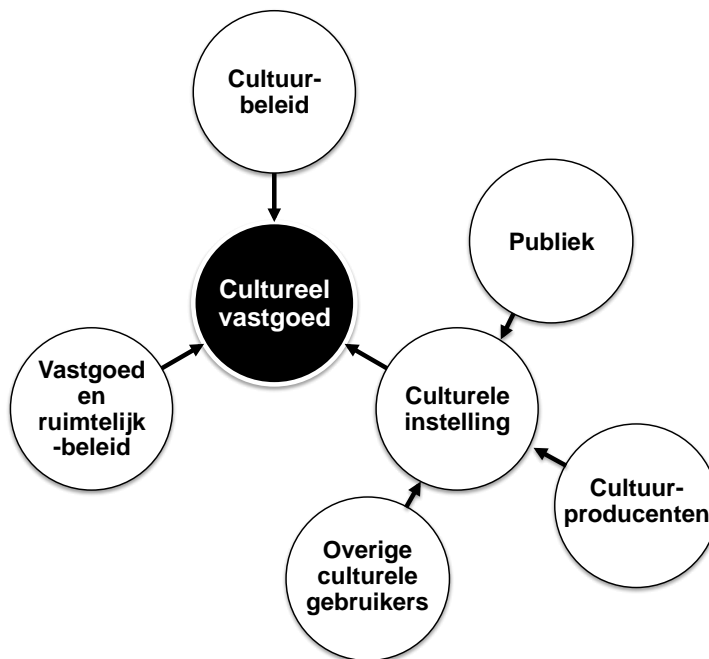 Cultuur-
beleid
Publiek
Cultureel
vastgoed
Vastgoed
en
ruimtelijk
-beleid
Culturele
instelling
Cultuur-
producenten
Overige
culturele
gebruikers